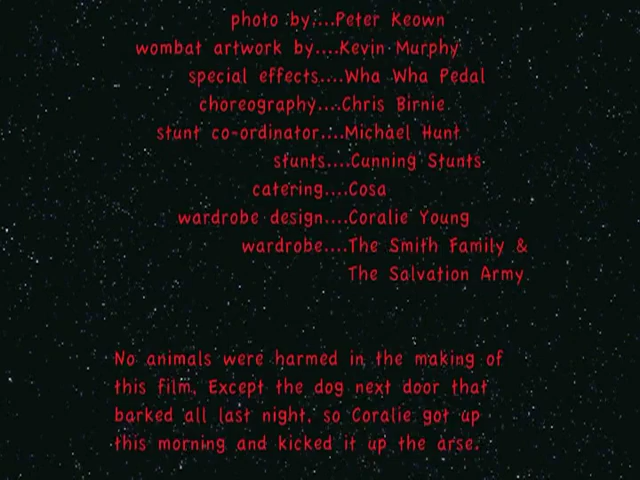 photo by....Peter Keown
wombat artwork by....Kevin Murphy
special effects....Wha Wha Pedal
choreography....Chris Birnie
stunt co-ordinator....Michael Hunt
stunts....Cunning Stunts
catering....Cosa
wardrobe design....Coralie Young
wardrobe....The Smith Family &
The Salvation Army
No animals were harmed in the making of
this film. Except the dog next door that
barked all last night, so Coralie got up
this morning and kicked it up the arse.